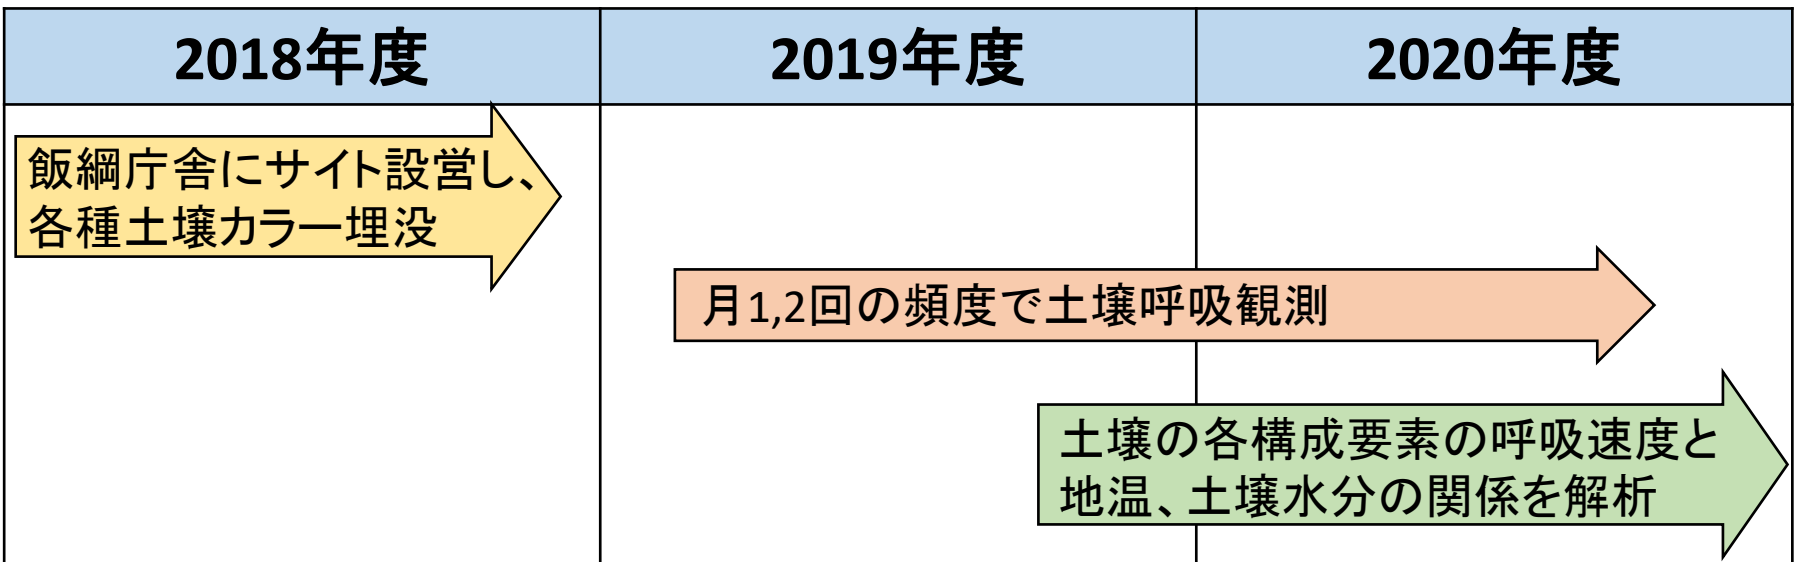 2018年度
2019年度
2020年度
飯綱庁舎にサイト設営し、
各種土壌カラー埋没
月1,2回の頻度で土壌呼吸観測
土壌の各構成要素の呼吸速度と
地温、土壌水分の関係を解析